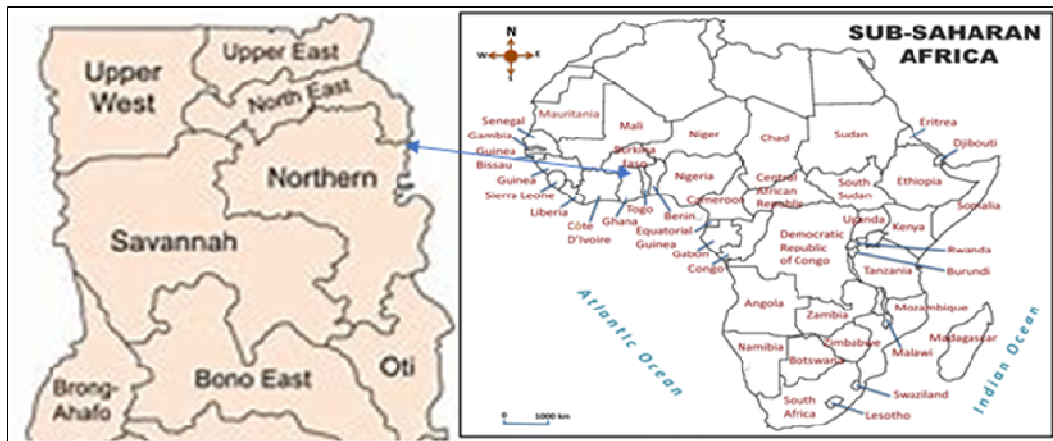 Upper East
Upper
West
North East
Northern
Savannah
Bono East
Oti
Brong-
Ahafo
SUB-SAHARAN
AFRICA
N
W
E
S
Mauritania
Mali
Niger
Chad
Sudan
Eritrea
Djibouti
Senegal
Gambia
Guinea
Bissau
Guinea
Sierra Leone
Liberia
Côte
D'Ivoire
Ghana
Togo
Benin
Burkina
faso
Nigeria
Cameroon
Central
African Republic
South
Sudan
Ethiopia
Somalia
Equatorial
Guinea
Gabon
Congo
Democratic
Republic
of Congo
Uganda
Kenya
Rwanda
Burundi
Tanzania
Angola
Zambia
Mozambique
Malawi
Madagascar
Namibia
Zimbabwe
Botswana
Swaziland
South
Africa
Lesotho
Atlantic Ocean
Indian Ocean
0 1000 km